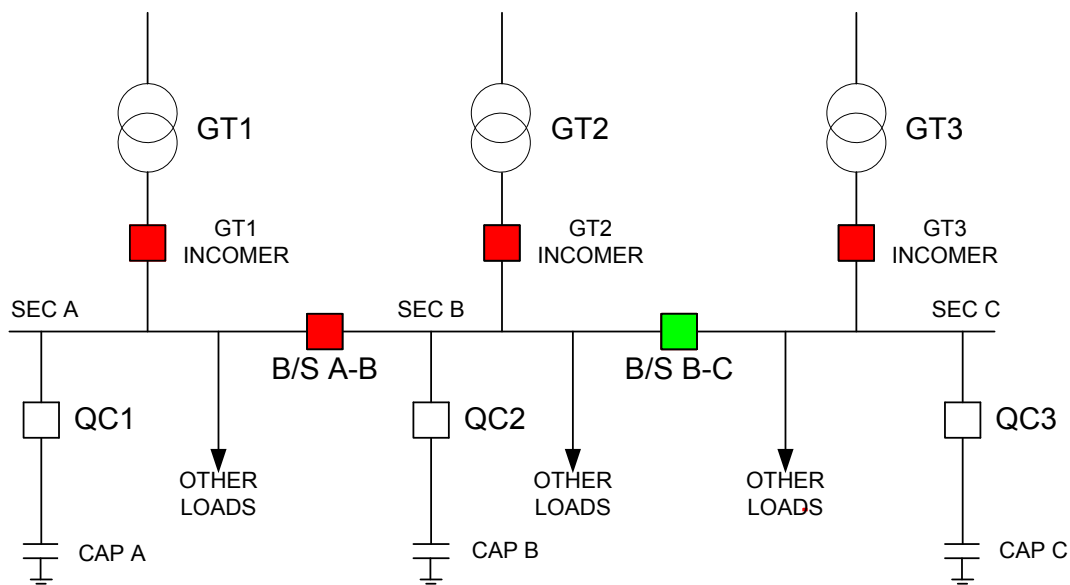 GT1
GT2
GT3
GT1
INCOMER
GT2
INCOMER
GT3
INCOMER
SEC A
SEC B
SEC C
B/S A-B
B/S B-C
QC1
QC2
QC3
OTHER
LOADS
OTHER
LOADS
OTHER
LOADS
CAP A
CAP B
CAP C